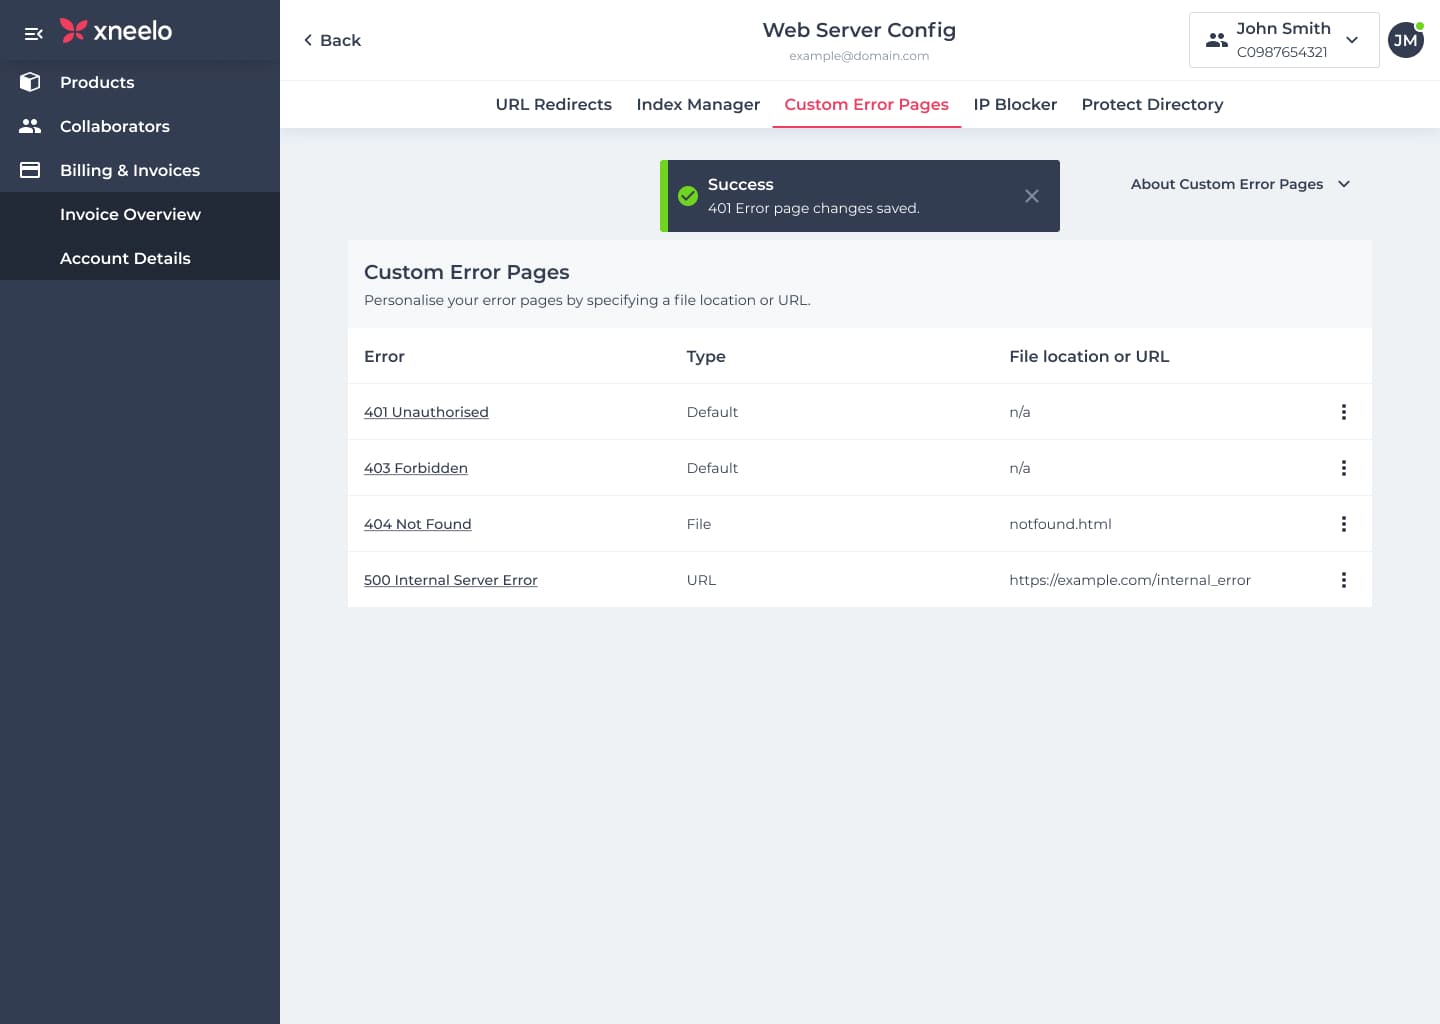 xneelo
Products
Collaborators
Billing & Invoices
Invoice Overview
Account Details
Back
Web Server Config
example@domain.com
John Smith
C0987654321
JM
URL Redirects
Index Manager
Custom Error Pages
IP Blocker
Protect Directory
Success
401 Error page changes saved.
About Custom Error Pages
Custom Error Pages
Personalise your error pages by specifying a file location or URL.
Error Type File location or URL
401 Unauthorised Default n/a
403 Forbidden Default n/a
404 Not Found File notfound.html
500 Internal Server Error URL https://example.com/internal_error